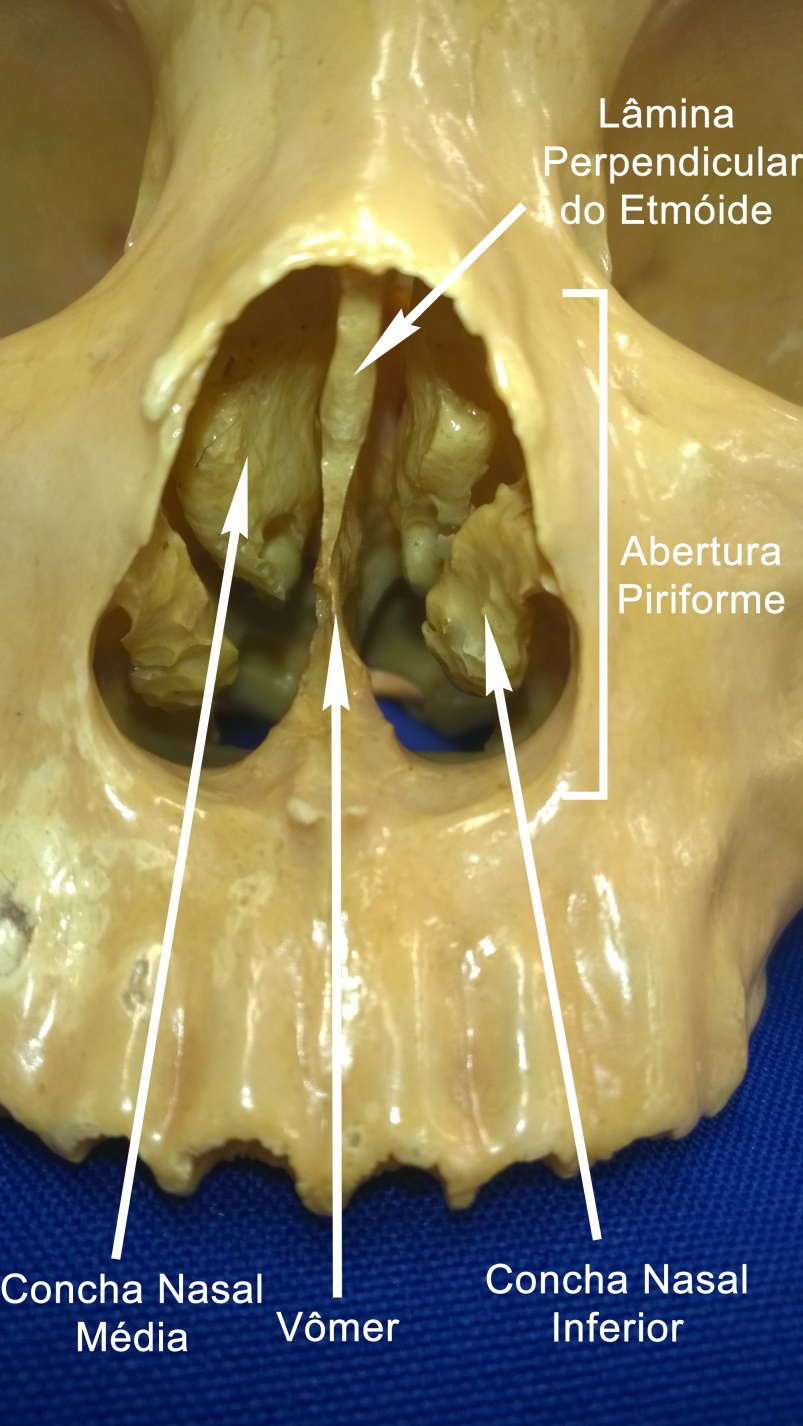 Lâmina
Perpendicular
do Etmóide
Abertura
Piriforme
Concha Nasal
Média
Vômer
Concha Nasal
Inferior